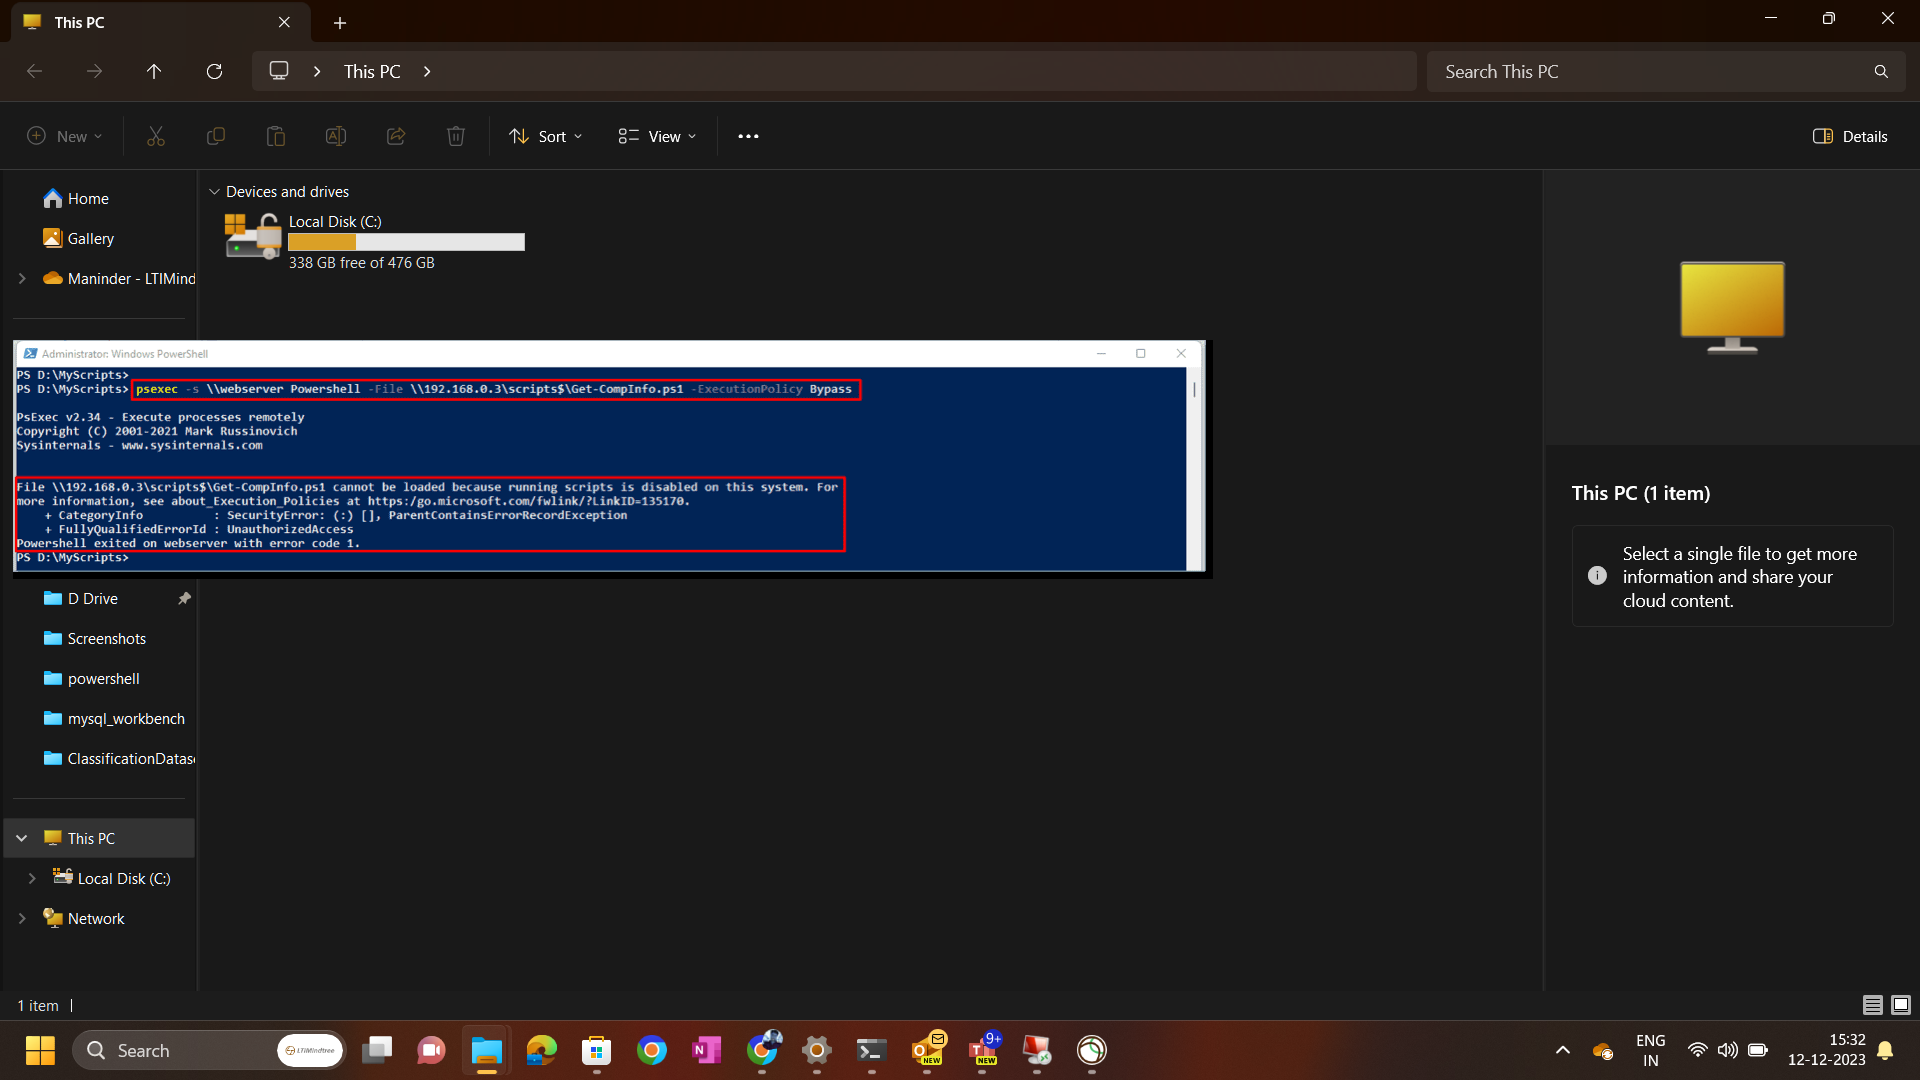 This PC
This PC
Search This PC
New
Sort
View
Details
Home
Gallery
Maninder - LTIMind
Devices and drives
Local Disk (C:)
338 GB free of 476 GB
Administrator: Windows PowerShell
PS D:\MyScripts>
PS D:\MyScripts> psexec -s \\webserver Powershell -File \\192.168.0.3\scripts$\Get-CompInfo.ps1 -ExecutionPolicy Bypass
PsExec v2.34 - Execute processes remotely
Copyright (C) 2001-2021 Mark Russinovich
Sysinternals - www.sysinternals.com
File \\192.168.0.3\scripts$\Get-CompInfo.ps1 cannot be loaded because running scripts is disabled on this system. For
more information, see about_Execution_Policies at https:/go.microsoft.com/fwlink/?LinkID=135170.
+ CategoryInfo : SecurityError: (:) [], ParentContainsErrorRecordException
+ FullyQualifiedErrorId : UnauthorizedAccess
Powershell exited on webserver with error code 1.
PS D:\MyScripts>
This PC (1 item)
Select a single file to get more
information and share your
cloud content.
D Drive
Screenshots
powershell
mysql_workbench
ClassificationDatas
This PC
Local Disk (C:)
Network
1 item
Search
LTIMindtree
NEW
9+
NEW
ENG
IN
15:32
12-12-2023